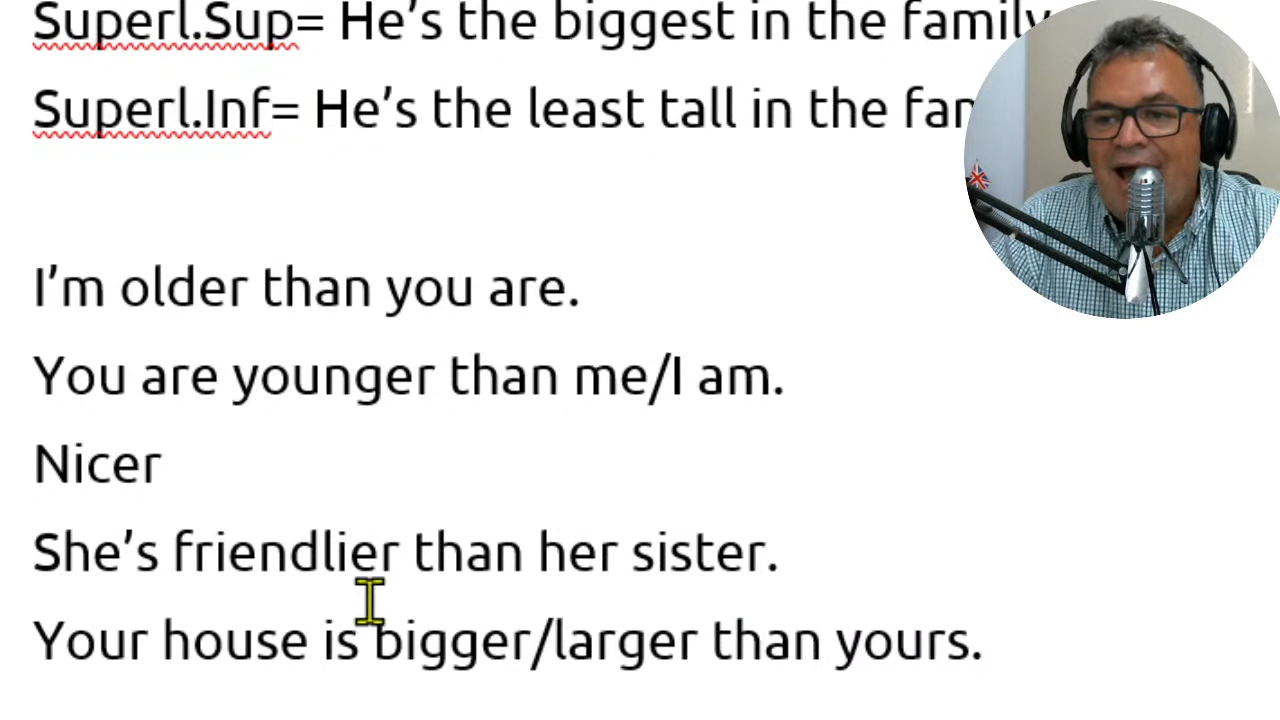 Superl.Sup= He’s the biggest in the family
Superl.Inf= He’s the least tall in the
I’m older than you are.
You are younger than me/I am.
Nicer
She’s friendlier than her sister.
Your house is bigger/larger than yours.